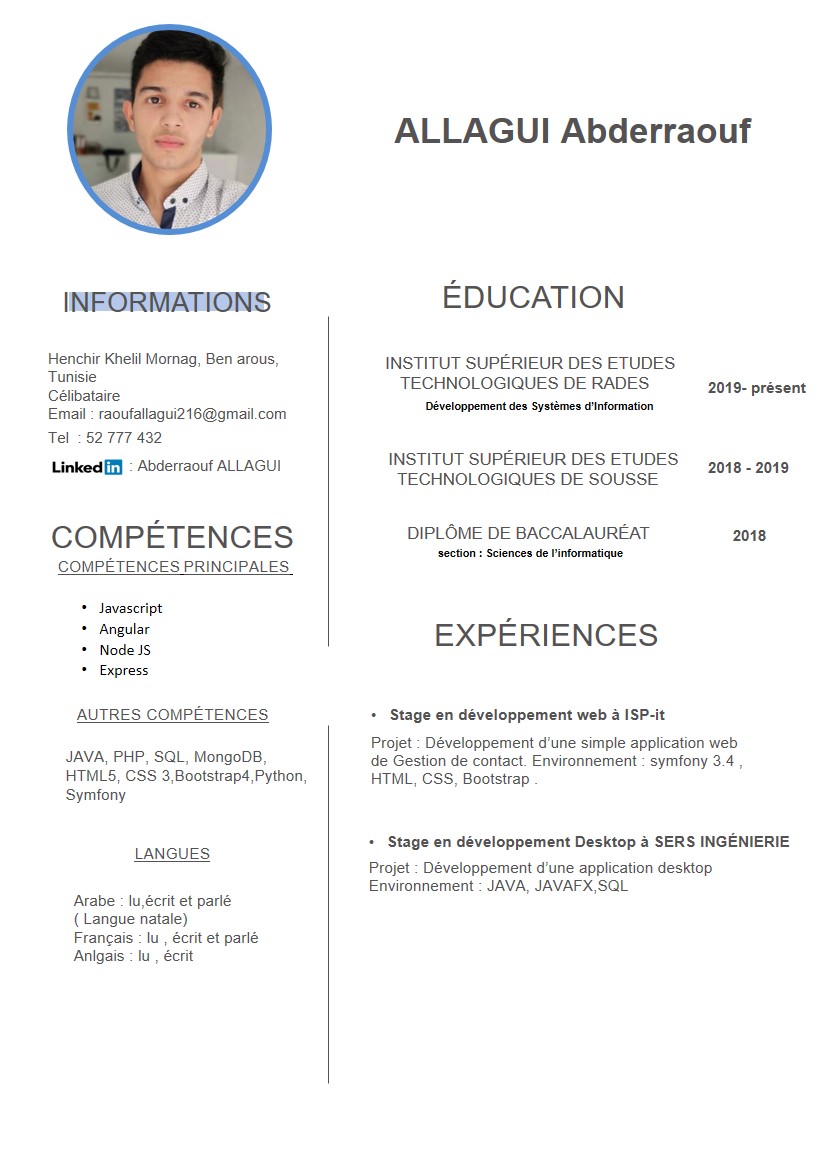 ALLAGUI Abderraouf
INFORMATIONS
Henchir Khelil Mornag, Ben arous,
Tunisie
Célibataire
Email : raoufallagui216@gmail.com
Tel : 52 777 432
Linked in : Abderraouf ALLAGUI
COMPÉTENCES
COMPÉTENCES PRINCIPALES
• Javascript
• Angular
• Node JS
• Express
AUTRES COMPÉTENCES
JAVA, PHP, SQL, MongoDB,
HTML5, CSS 3,Bootstrap4,Python,
Symfony
LANGUES
Arabe : lu,écrit et parlé
( Langue natale)
Français : lu , écrit et parlé
Anlgais : lu , écrit
ÉDUCATION
INSTITUT SUPÉRIEUR DES ETUDES
TECHNOLOGIQUES DE RADES
2019- présent
Développement des Systèmes d’Information
INSTITUT SUPÉRIEUR DES ETUDES
TECHNOLOGIQUES DE SOUSSE
2018 - 2019
DIPLÔME DE BACCALAURÉAT
2018
section : Sciences de l’informatique
EXPÉRIENCES
• Stage en développement web à ISP-it
Projet : Développement d’une simple application web
de Gestion de contact. Environnement : symfony 3.4 ,
HTML, CSS, Bootstrap .
• Stage en développement Desktop à SERS INGÉNIERIE
Projet : Développement d’une application desktop
Environnement : JAVA, JAVAFX,SQL